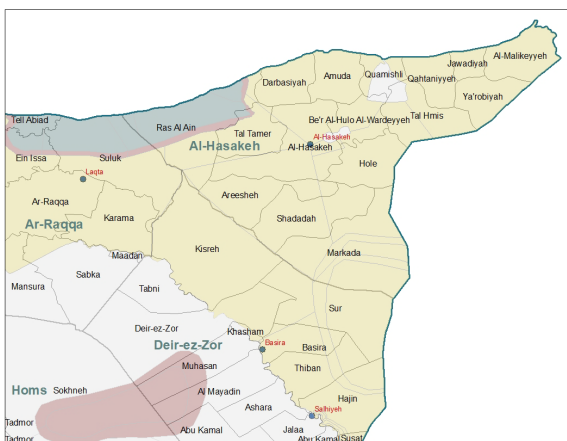 Al-Malikeyyeh
Jawadiyah
Amuda
Quamishli
Qahtaniyyeh
Darbasiyah
Ya'robiyah
Tell Abiad
Ras Al Ain
Be'r Al-Hulo Al-Wardeyyeh
Tal Hmis
Tal Tamer
Al-Hasakeh
Al-Hasakeh
Al-Hasakeh
Ein Issa
Suluk
Hole
Laqta
Areesheh
Ar-Raqqa
Karama
Shadadah
Ar-Raqqa
Kisreh
Markada
Maadan
Sabka
Mansura
Tabni
Sur
Deir-ez-Zor
Khasham
Deir-ez-Zor
Basira
Basira
Muhasan
Thiban
Homs
Sokhneh
Al Mayadin
Hajin
Ashara
Salhiyeh
Tadmor
Abu Kamal
Jalaa
Tadmor
Abu Kamal
Susat